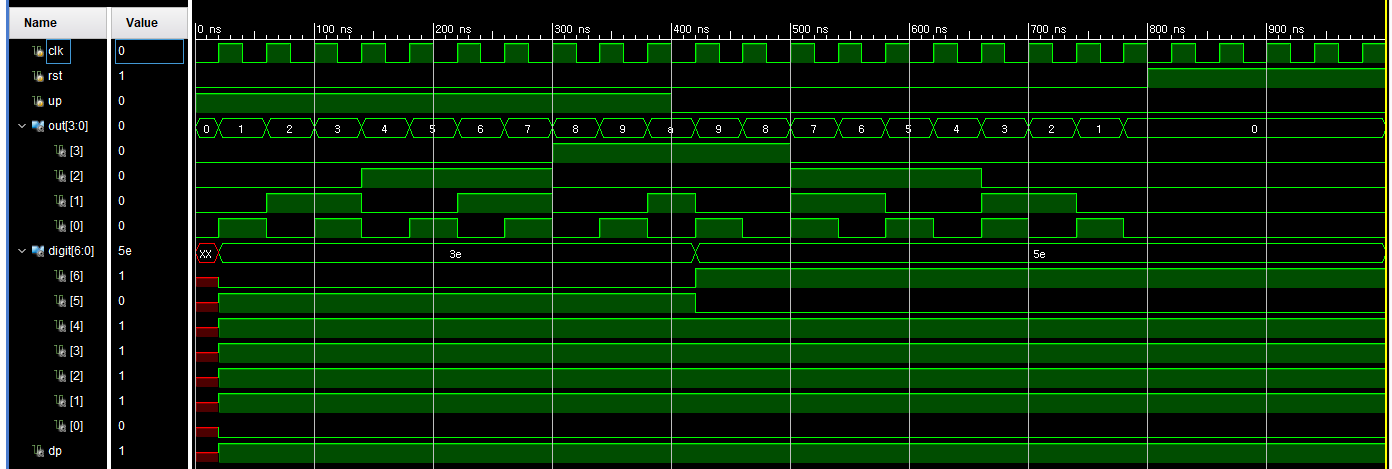 Name Value
0 ns 100 ns 200 ns 300 ns 400 ns 500 ns 600 ns 700 ns 800 ns 900 ns
clk 0
rst 1
up 0
out[3:0] 0 0 1 2 3 4 5 6 7 8 9 a 9 8 7 6 5 4 3 2 1 0
[3] 0
[2] 0
[1] 0
[0] 0
digit[6:0] 5e XX 3e 5e
[6] 1
[5] 0
[4] 1
[3] 1
[2] 1
[1] 1
[0] 0
dp 1